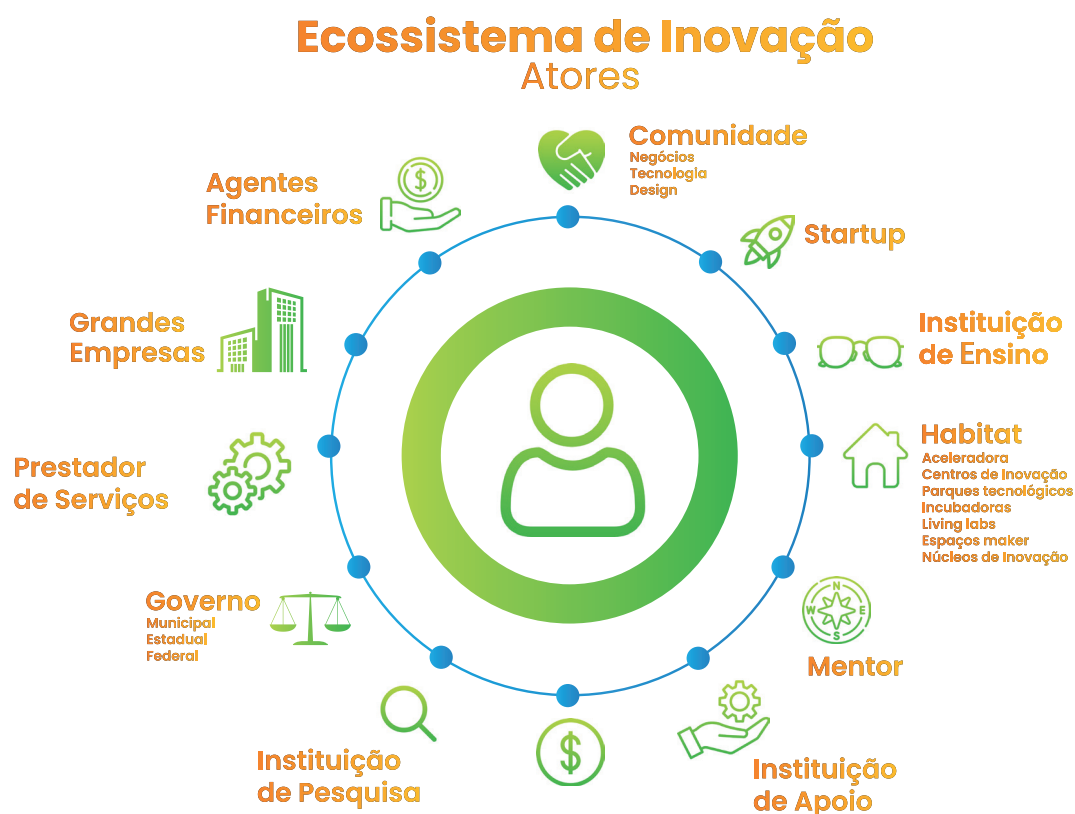 Ecossistema de Inovação
Atores
Comunidade
Negócios
Tecnologia
Design
Startup
Instituição
de Ensino
Habitat
Aceleradora
Centros de Inovação
Parques tecnológicos
Incubadoras
Living labs
Espaços maker
Núcleos de Inovação
N
W E
S
Mentor
Instituição
de Apoio
$
Instituição
de Pesquisa
Governo
Municipal
Estadual
Federal
Prestador
de Serviços
Grandes
Empresas
Agentes
Financeiros
$